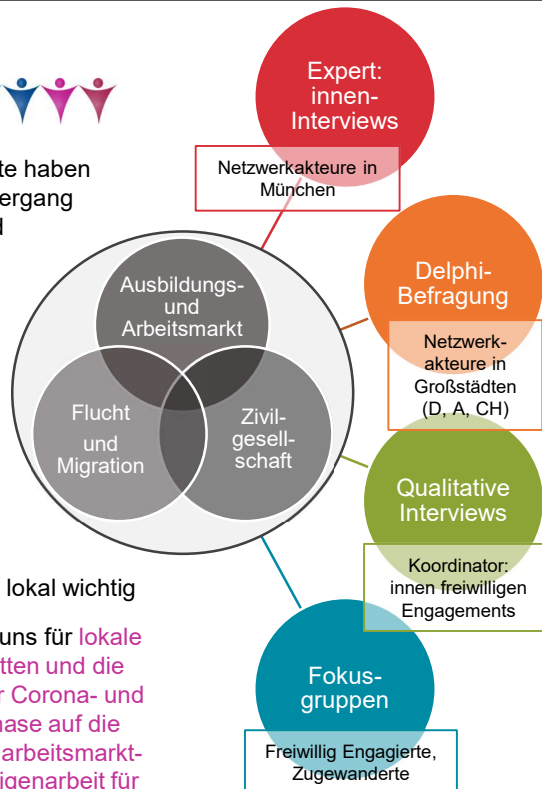 te haben
ergang
Expert:
innen-
Interviews
Netzwerkakteure in
München
Delphi-
Befragung
Netzwerk-
akteure in
Großstädten
(D, A, CH)
Qualitative
Interviews
Koordinator:
innen freiwilligen
Engagements
Fokus-
gruppen
Freiwillig Engagierte,
Zugewanderte
Ausbildungs-
und
Arbeitsmarkt
Flucht
und
Migration
Zivil-
gesell-
schaft
lokal wichtig
uns für lokale
tten und die
r Corona- und
hase auf die
arbeitsmarkt-
igenarbeit für